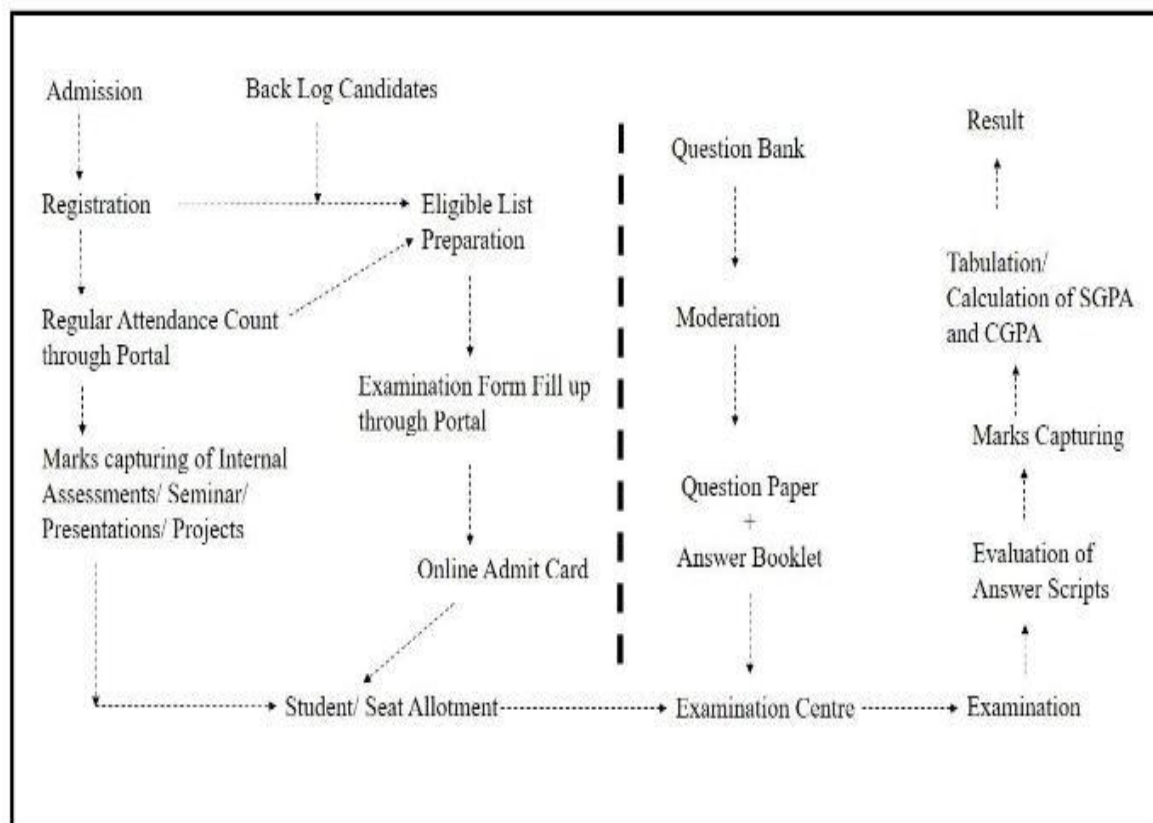 Admission
Back Log Candidates
Registration
Eligible List
Preparation
Regular Attendance Count
through Portal
Examination Form Fill up
through Portal
Marks capturing of Internal
Assessments/ Seminar/
Presentations/ Projects
Online Admit Card
Student/ Seat Allotment
Question Bank
Moderation
Question Paper
+
Answer Booklet
Examination Centre
Result
Tabulation/
Calculation of SGPA
and CGPA
Marks Capturing
Evaluation of
Answer Scripts
Examination